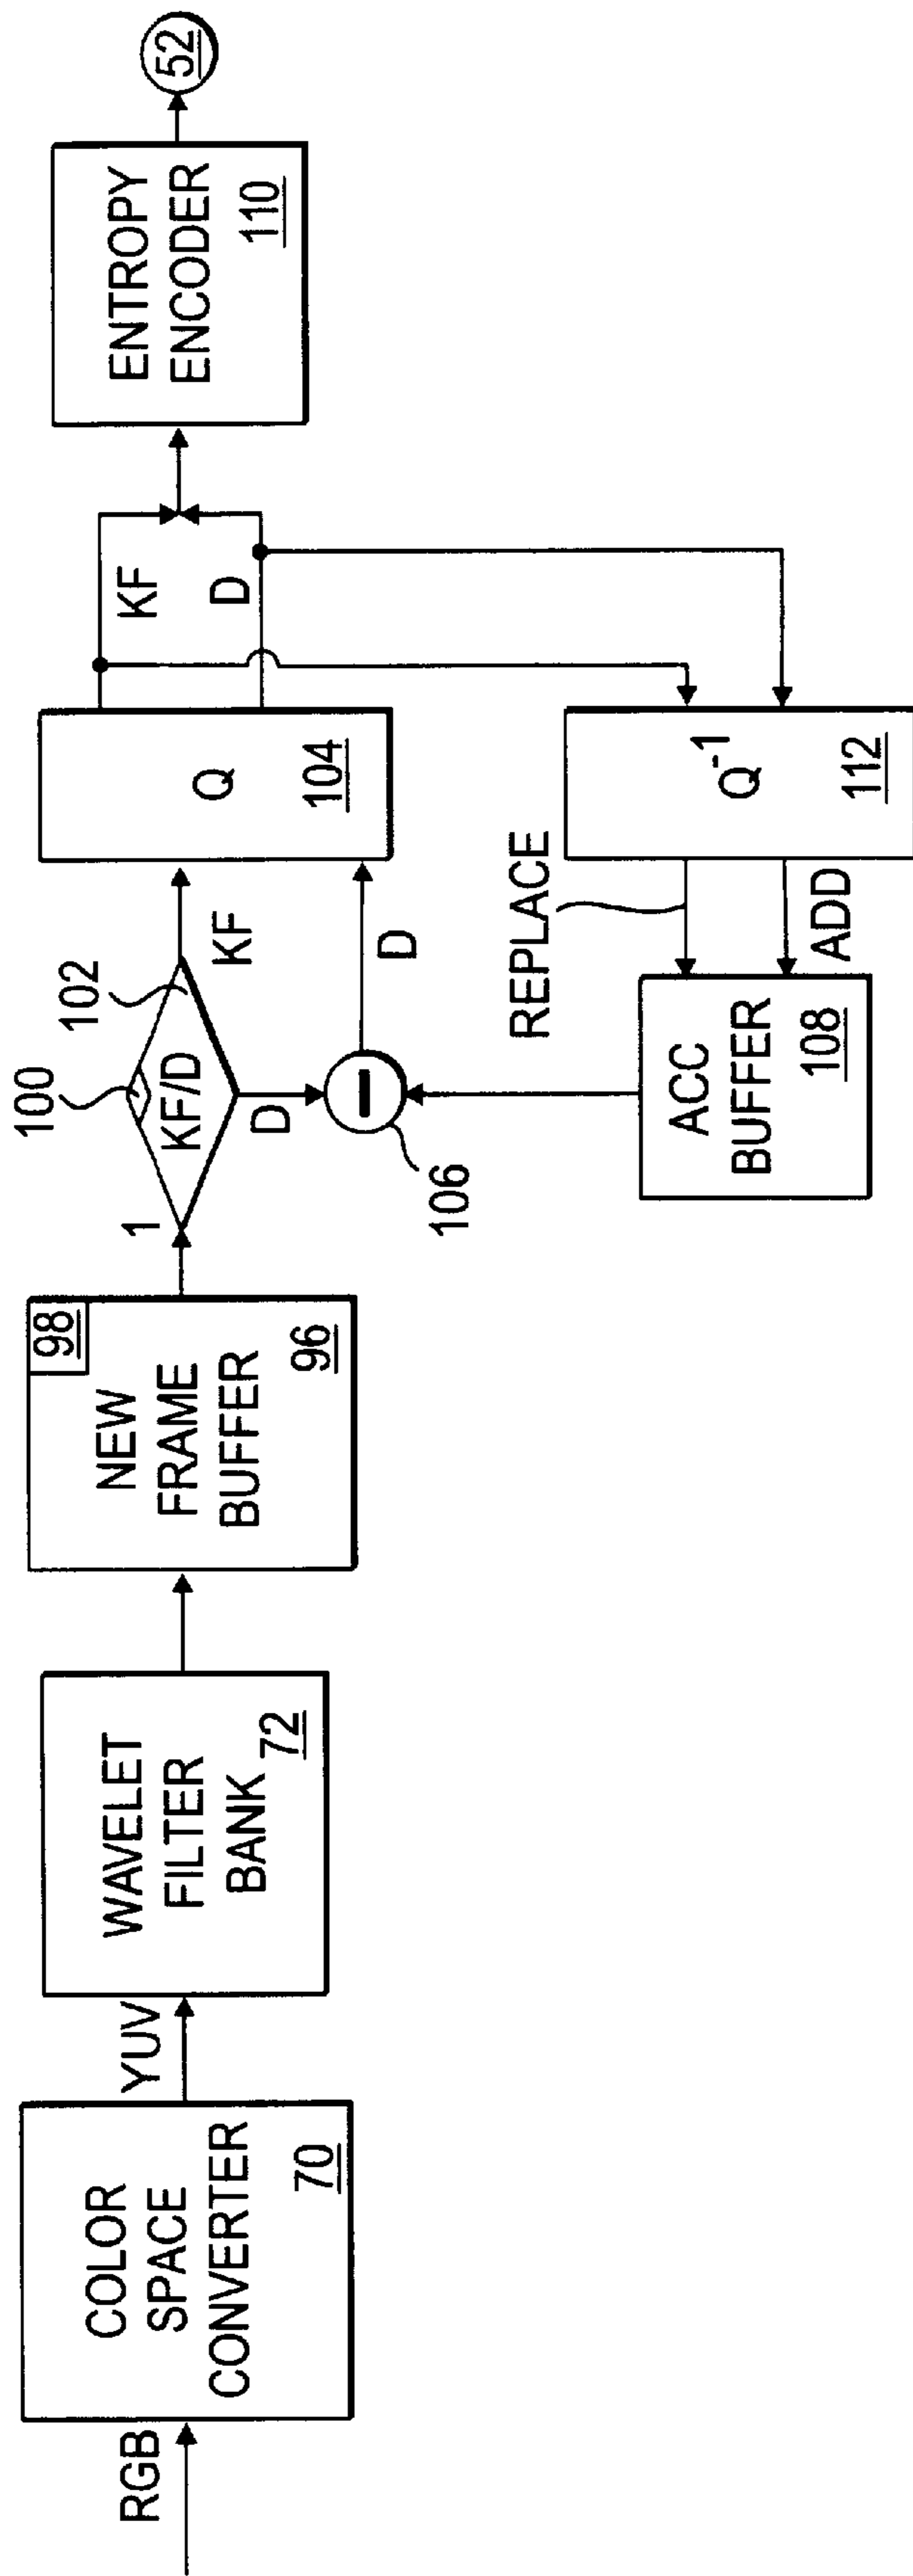 RGB
COLOR
SPACE
CONVERTER
70
YUV
WAVELET
FILTER
BANK
72
NEW
FRAME
BUFFER
98
96
1
100
102
KF/D
KF
D
106
D
Q
104
KF
D
ENTROPY
ENCODER
110
52
ACC
BUFFER
108
REPLACE
ADD
Q-1
112